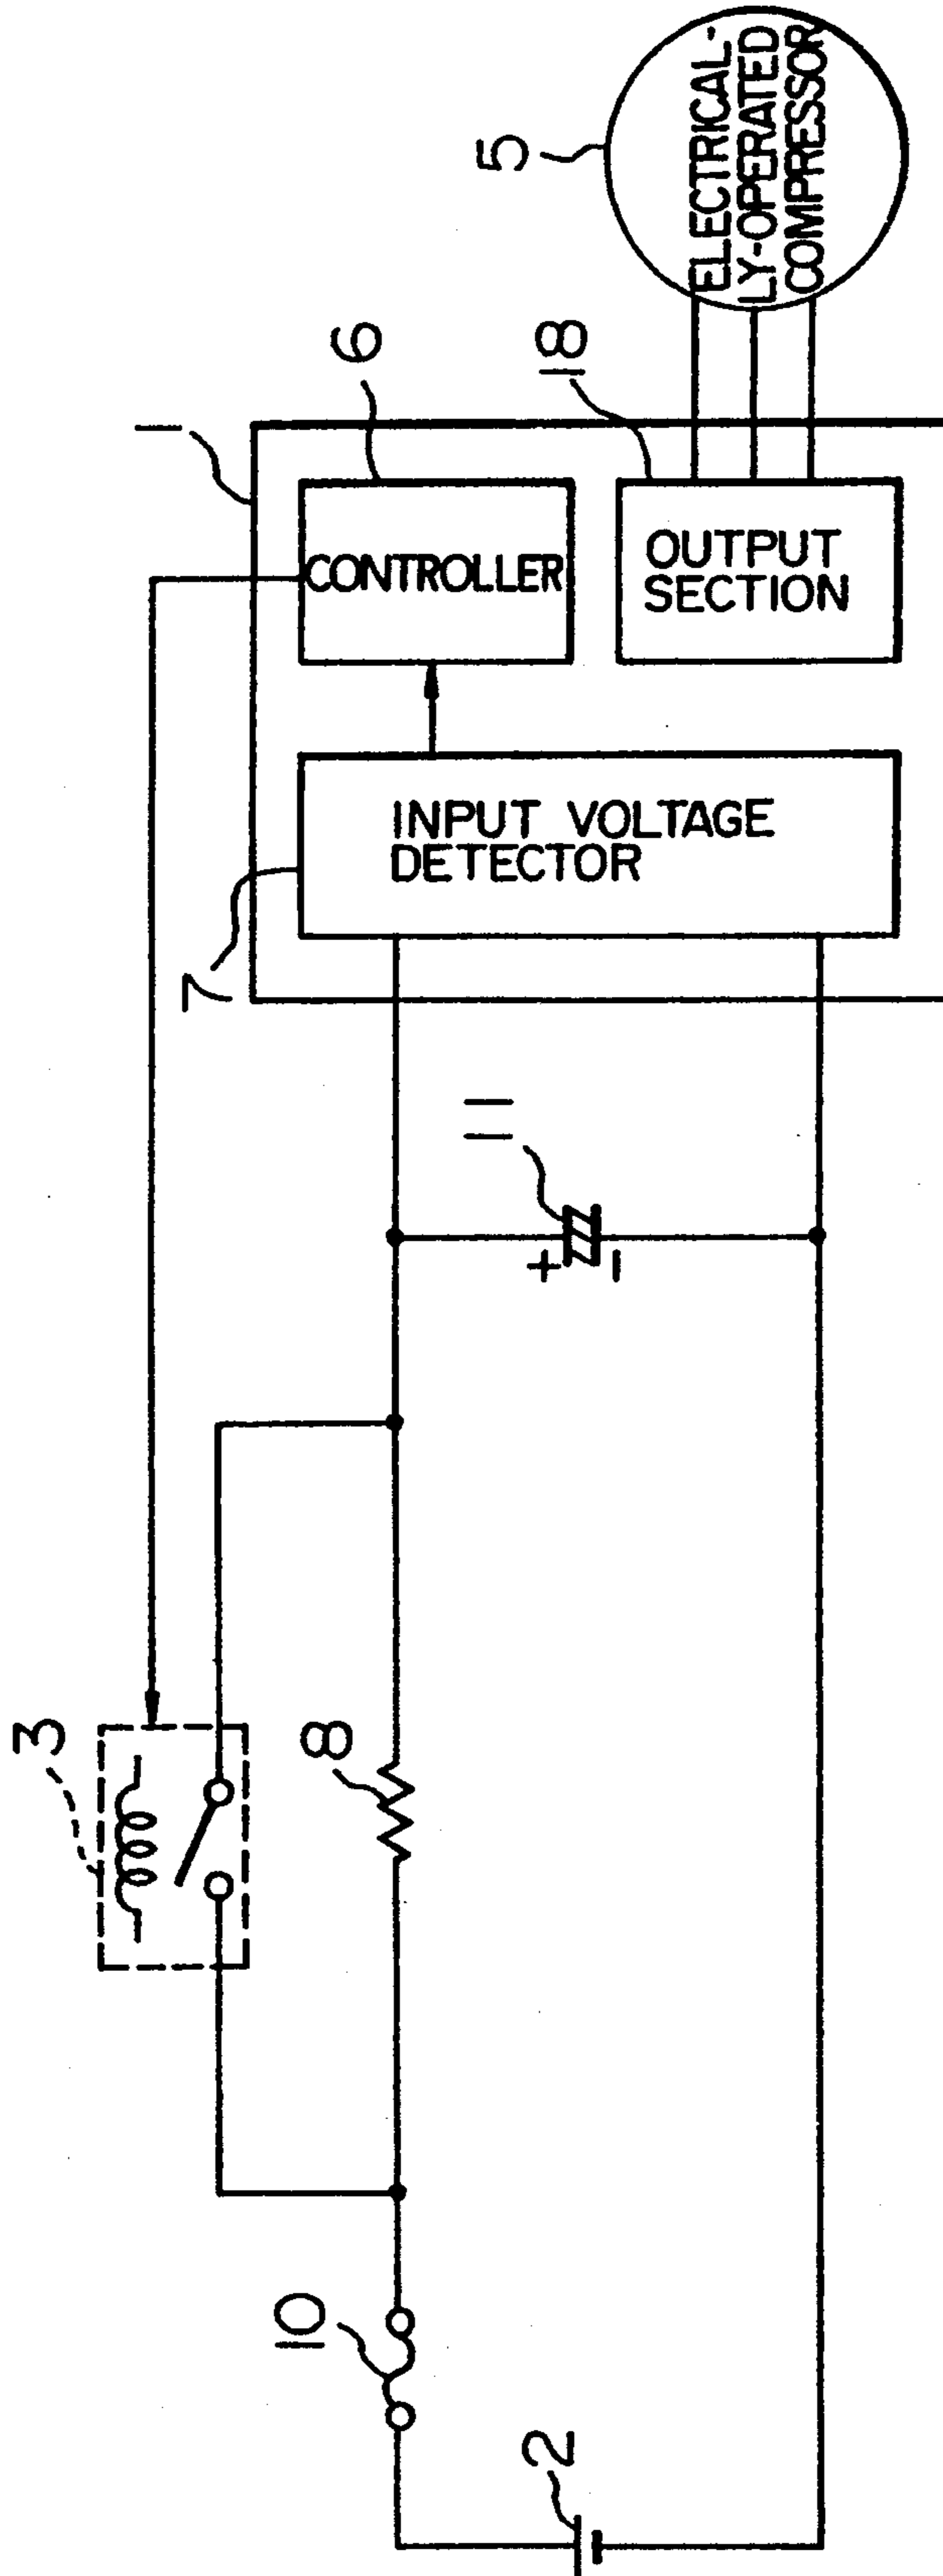 3
10
8
2
11
+
-
1
7
INPUT VOLTAGE
DETECTOR
CONTROLLER
6
OUTPUT
SECTION
18
5
ELECTRICAL-
LY-OPERATED
COMPRESSOR